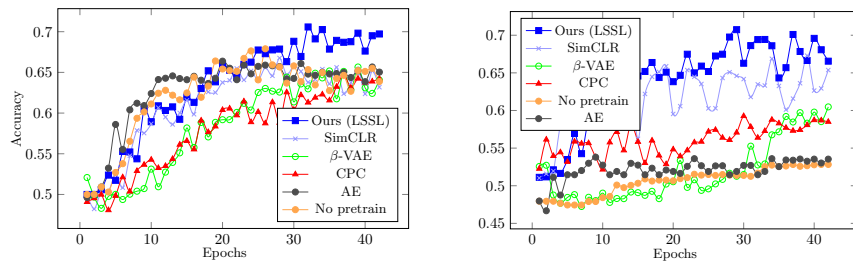 0.7
0.65
0.6
0.55
0.5
Accuracy
0
10
20
30
40
Epochs
Ours (LSSL)
SimCLR
β-VAE
CPC
AE
No pretrain
0.7
0.65
0.6
0.55
0.5
0.45
0
10
20
30
40
Epochs
Ours (LSSL)
SimCLR
β-VAE
CPC
No pretrain
AE